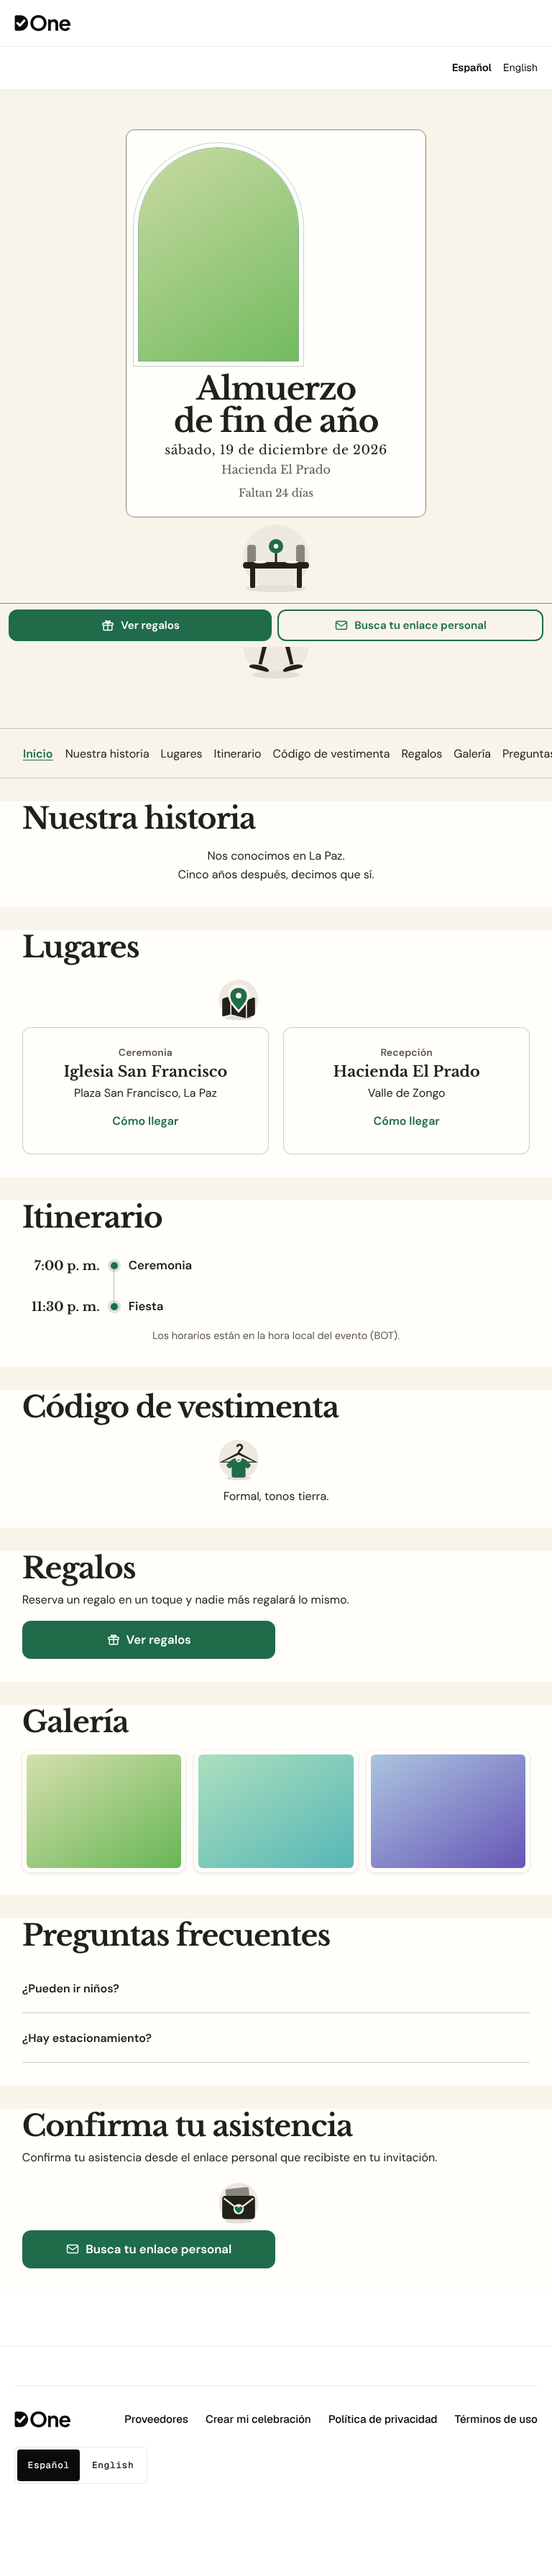 One
Español English
Almuerzo
de fin de año
sábado, 19 de diciembre de 2026
Hacienda El Prado
Faltan 24 días
Ver regalos
Busca tu enlace personal
Inicio Nuestra historia Lugares Itinerario Código de vestimenta Regalos Galería Preguntas
Nuestra historia
Nos conocimos en La Paz.
Cinco años después, decimos que sí.
Lugares
Ceremonia
Iglesia San Francisco
Plaza San Francisco, La Paz
Cómo llegar
Recepción
Hacienda El Prado
Valle de Zongo
Cómo llegar
Itinerario
7:00 p. m. Ceremonia
11:30 p. m. Fiesta
Los horarios están en la hora local del evento (BOT).
Código de vestimenta
Formal, tonos tierra.
Regalos
Reserva un regalo en un toque y nadie más regalará lo mismo.
Ver regalos
Galería
Preguntas frecuentes
¿Pueden ir niños?
¿Hay estacionamiento?
Confirma tu asistencia
Confirma tu asistencia desde el enlace personal que recibiste en tu invitación.
Busca tu enlace personal
One
Proveedores Crear mi celebración Política de privacidad Términos de uso
Español English